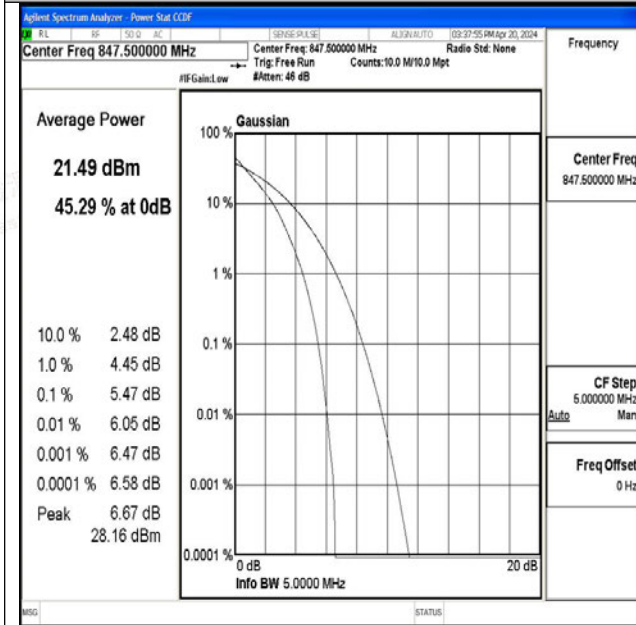 Agilent Spectrum Analyzer - Power Stat CCDF
RL RF 50 Ω AC SENSE:PULSE ALIGNAUTO 03:37:55 PM Apr 20, 2024
Center Freq 847.500000 MHz
Center Freq: 847.500000 MHz Radio Std: None
Trig: Free Run Counts:10.0 M/10.0 Mpt
#IFGain:Low #Atten: 46 dB
Frequency
Average Power
21.49 dBm
45.29 % at 0dB
10.0 % 2.48 dB
1.0 % 4.45 dB
0.1 % 5.47 dB
0.01 % 6.05 dB
0.001 % 6.47 dB
0.0001 % 6.58 dB
Peak 6.67 dB
28.16 dBm
Gaussian
100 %
10 %
1 %
0.1 %
0.01 %
0.001 %
0.0001 %
0 dB 20 dB
Info BW 5.0000 MHz
Center Freq
847.500000 MHz
CF Step
5.000000 MHz
Auto Man
Freq Offset
0 Hz
MSG STATUS